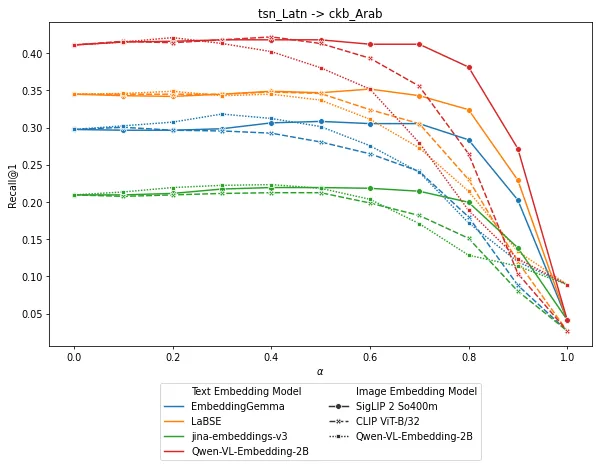 tsn_Latn -> ckb_Arab
Recall@1
0.40
0.35
0.30
0.25
0.20
0.15
0.10
0.05
0.0 0.2 0.4 0.6 0.8 1.0
α
Text Embedding Model Image Embedding Model
EmbeddingGemma SigLIP 2 So400m
LaBSE CLIP ViT-B/32
jina-embeddings-v3 Qwen-VL-Embedding-2B
Qwen-VL-Embedding-2B